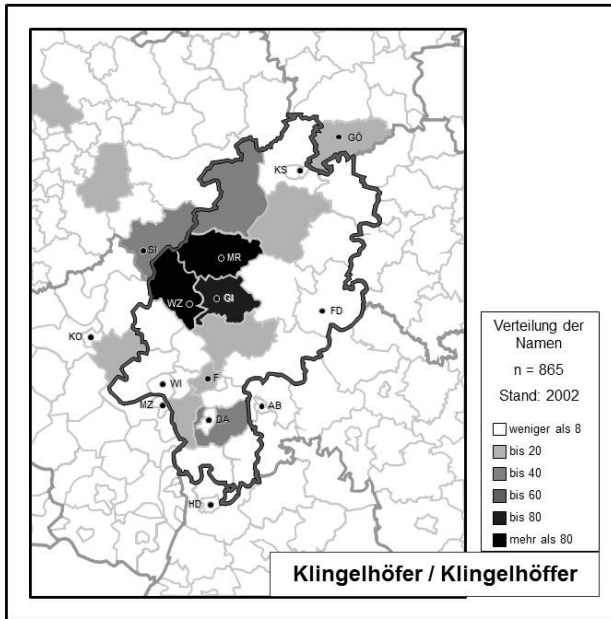 GÖ
KS
SI
MR
WZ
GI
FD
KO
WI
F
MZ
DA
AB
HD
Verteilung der
Namen
n = 865
Stand: 2002
weniger als 8
bis 20
bis 40
bis 60
bis 80
mehr als 80
Klingelhöfer / Klingelhöffer